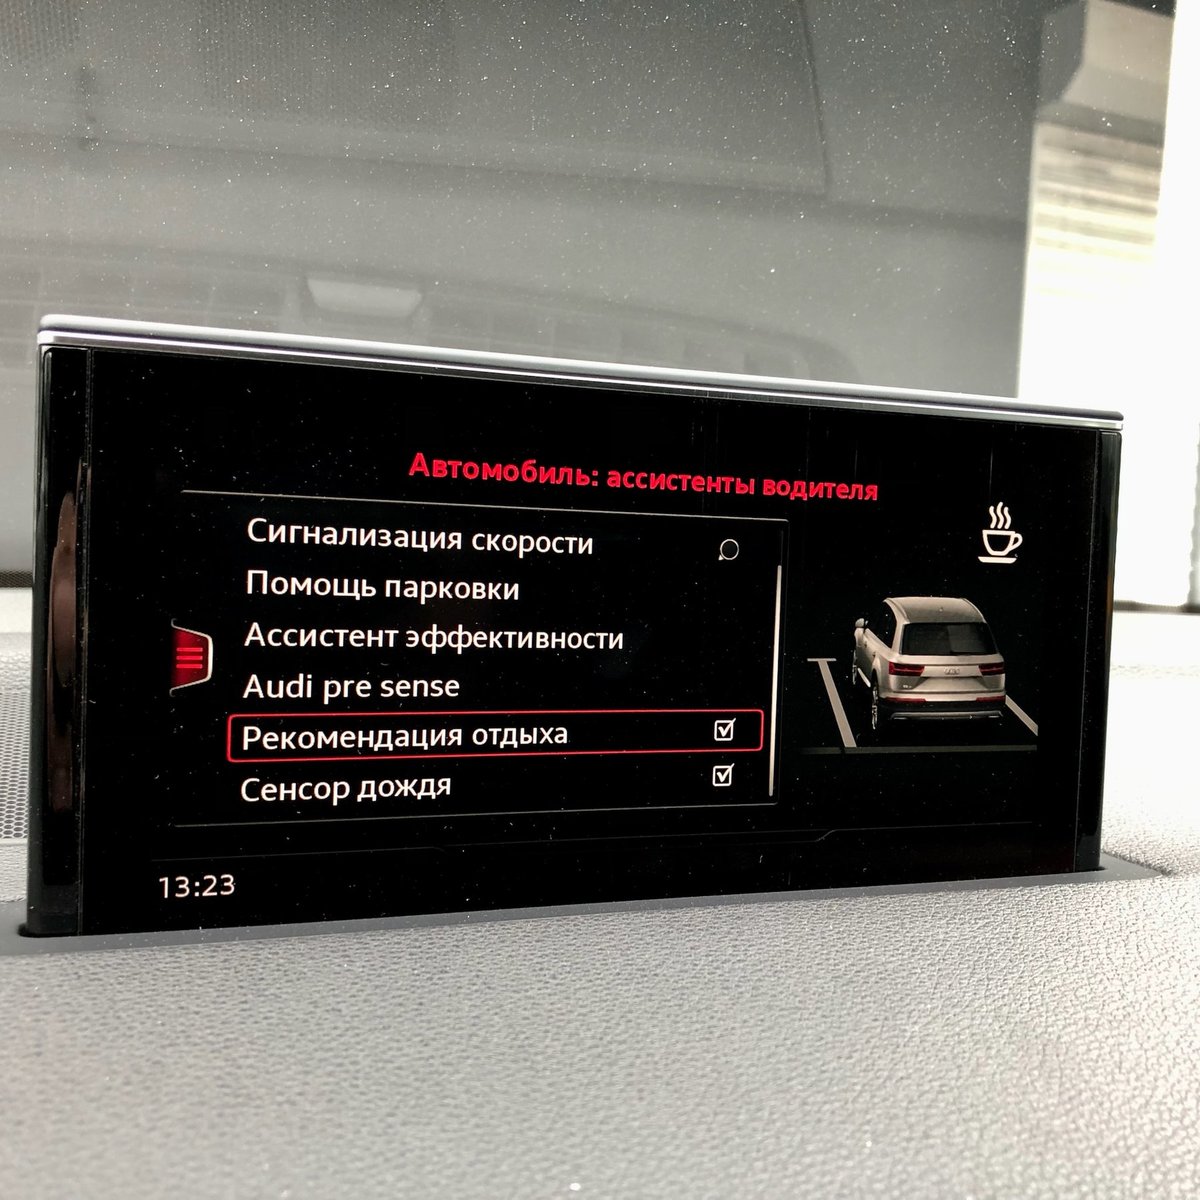 Автомобиль: ассистенты водителя
Сигнализация скорости
Помощь парковки
Ассистент эффективности
Audi pre sense
Рекомендация отдыха
Сенсор дождя
13:23